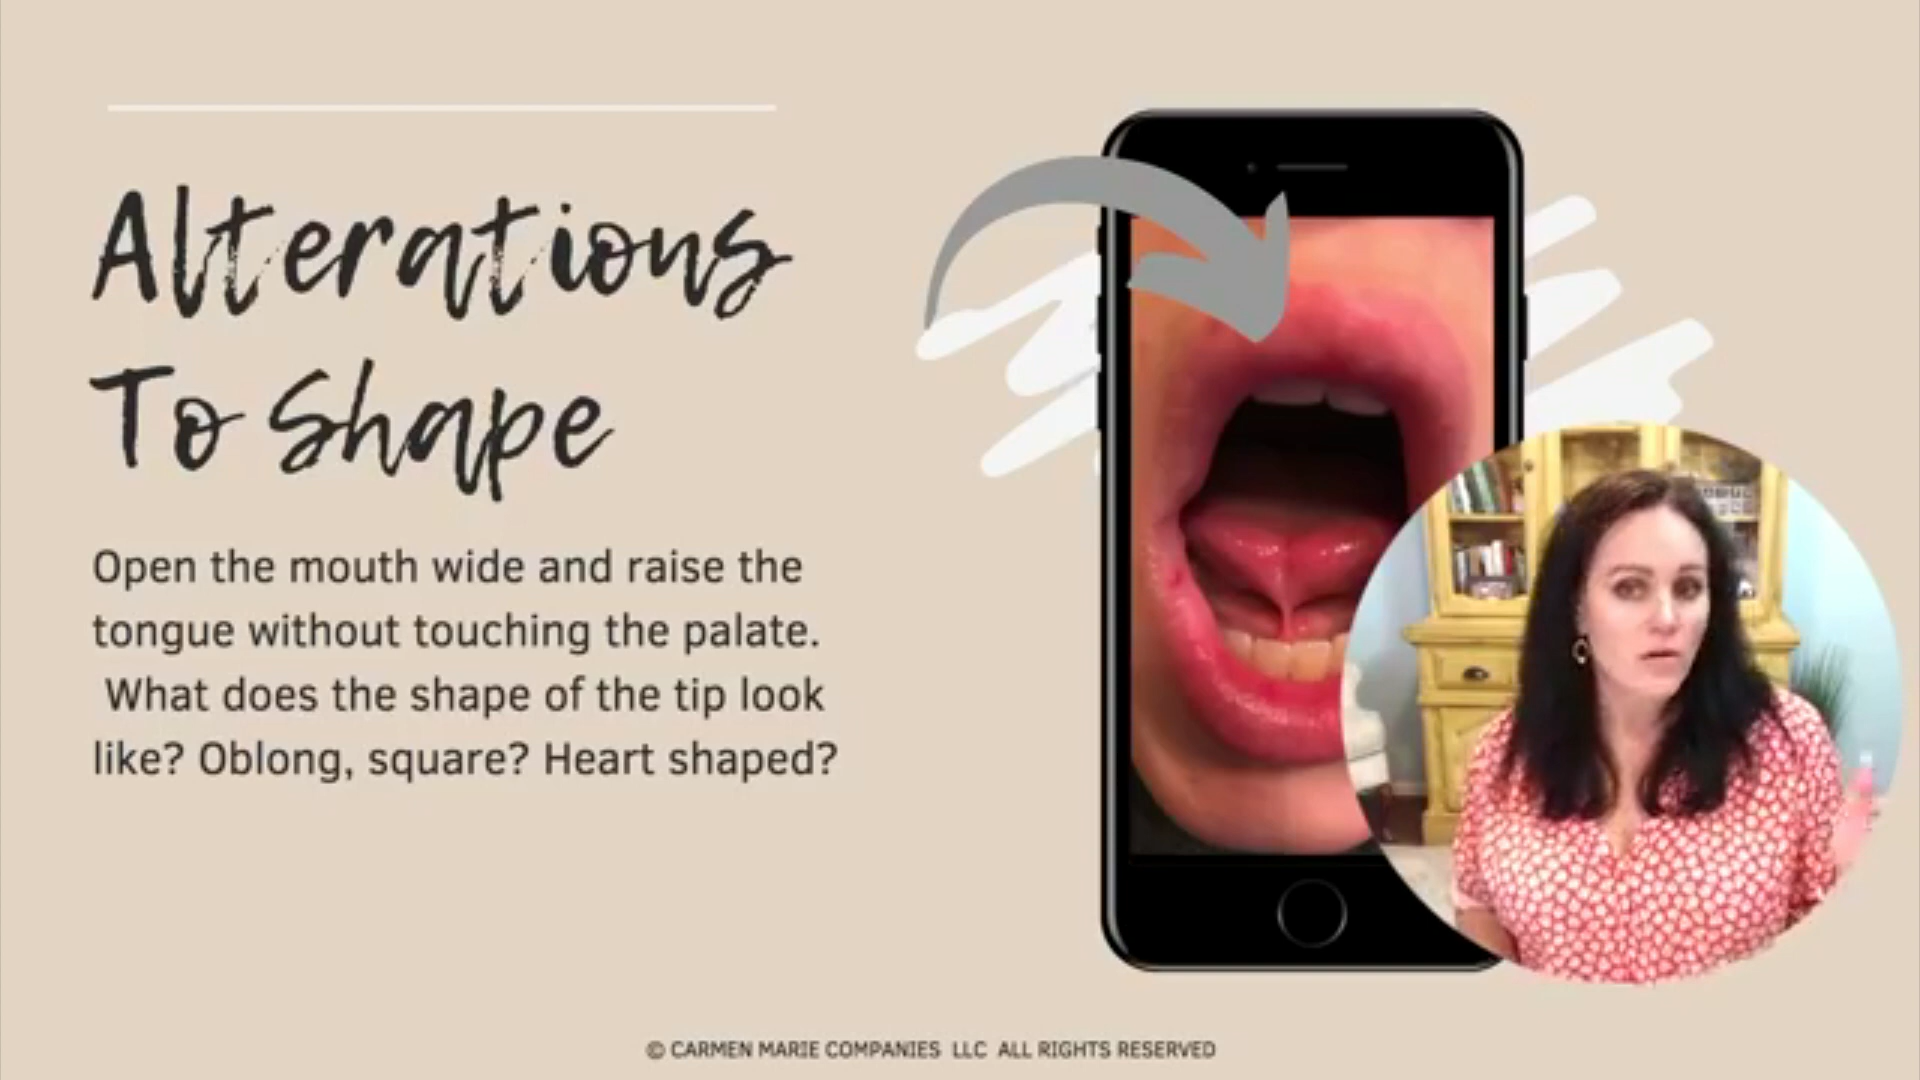 Alterations
To Shape
Open the mouth wide and raise the
tongue without touching the palate.
What does the shape of the tip look
like? Oblong, square? Heart shaped?
© CARMEN MARIE COMPANIES LLC ALL RIGHTS RESERVED